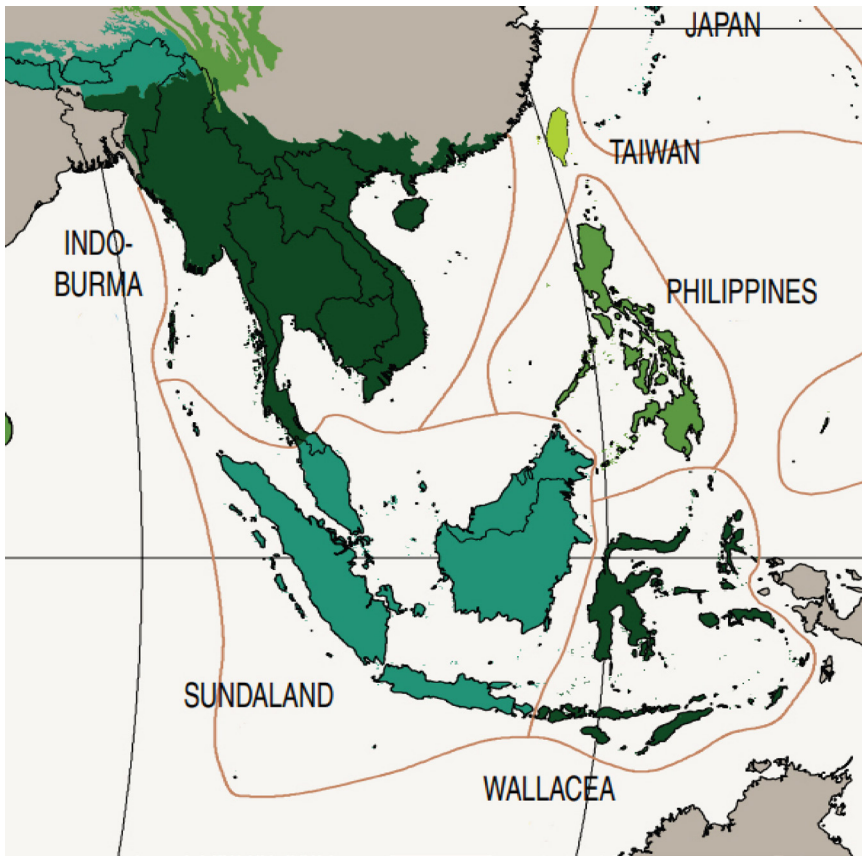 JAPAN
TAIWAN
INDO-
BURMA
PHILIPPINES
SUNDALAND
WALLACEA